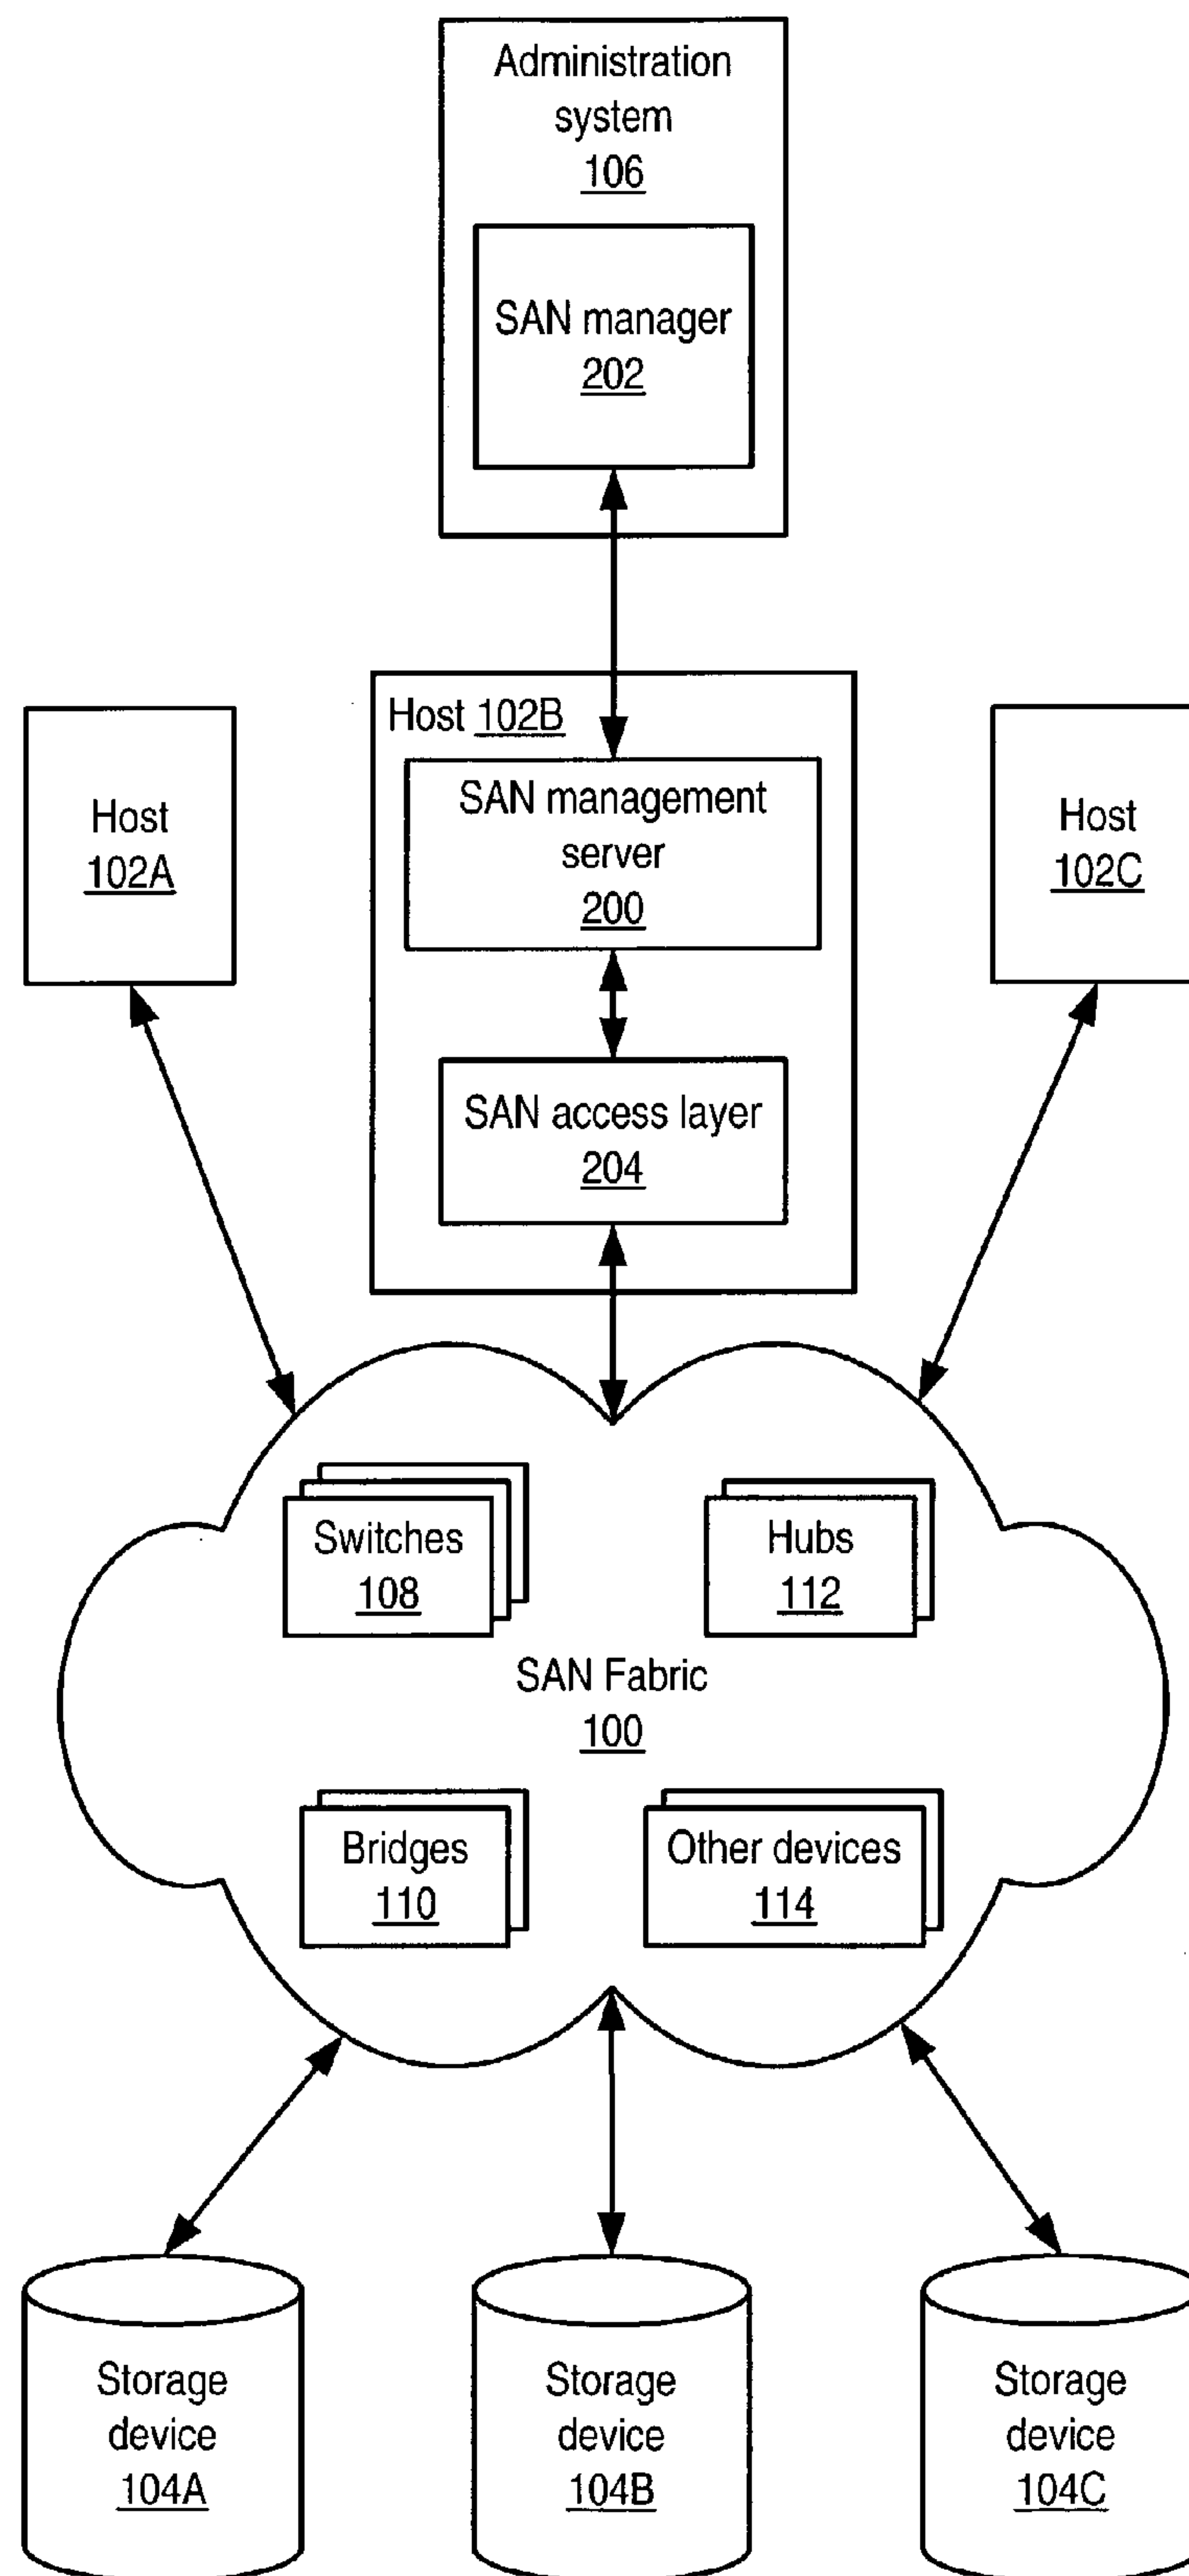 Administration
system
106
SAN manager
202
Host 102B
SAN management
server
200
SAN access layer
204
Host
102A
Host
102C
Switches
108
Hubs
112
SAN Fabric
100
Bridges
110
Other devices
114
Storage
device
104A
Storage
device
104B
Storage
device
104C